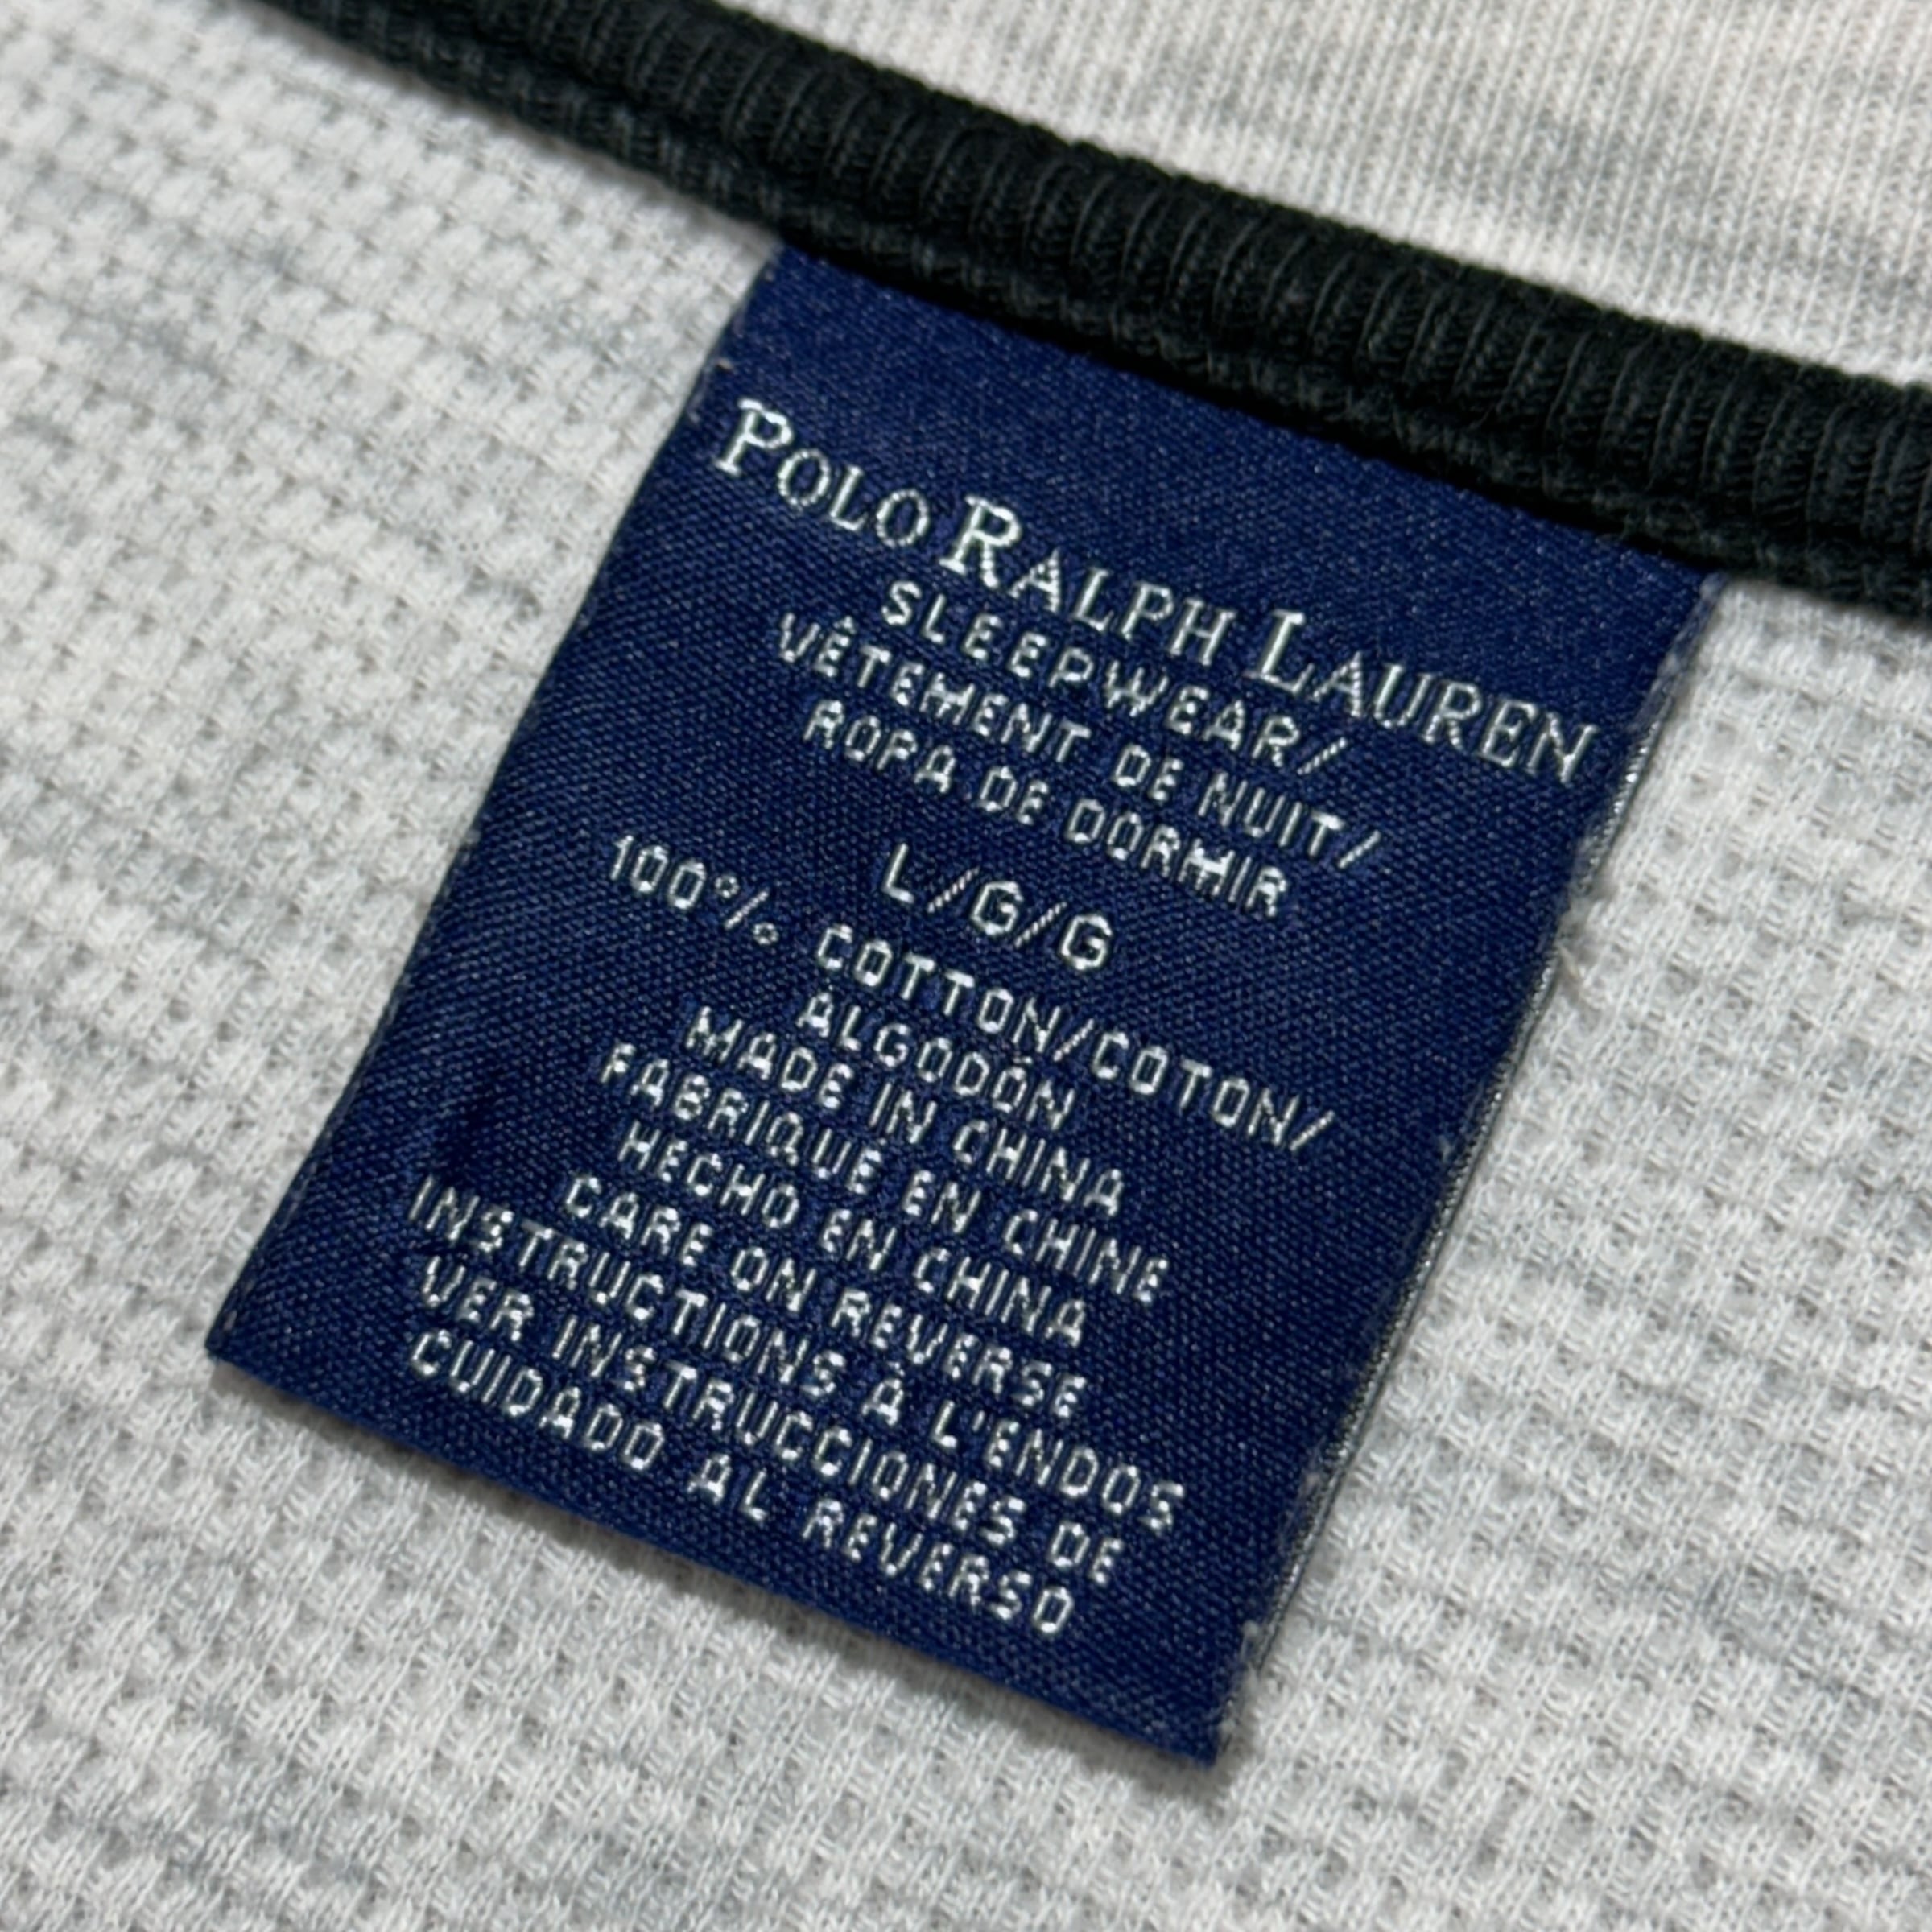 POLO RALPH LAUREN
SLEEPWEAR/
VÊTEMENT DE NUIT/
ROPA DE DORMIR
L/G/G
100% COTTON/COTON/
ALGODÓN
MADE IN CHINA
FABRIQUE EN CHINE
HECHO EN CHINA
CARE ON REVERSE
INSTRUCTIONS À L'ENDOS
VER INSTRUCCIONES DE
CUIDADO AL REVERSO